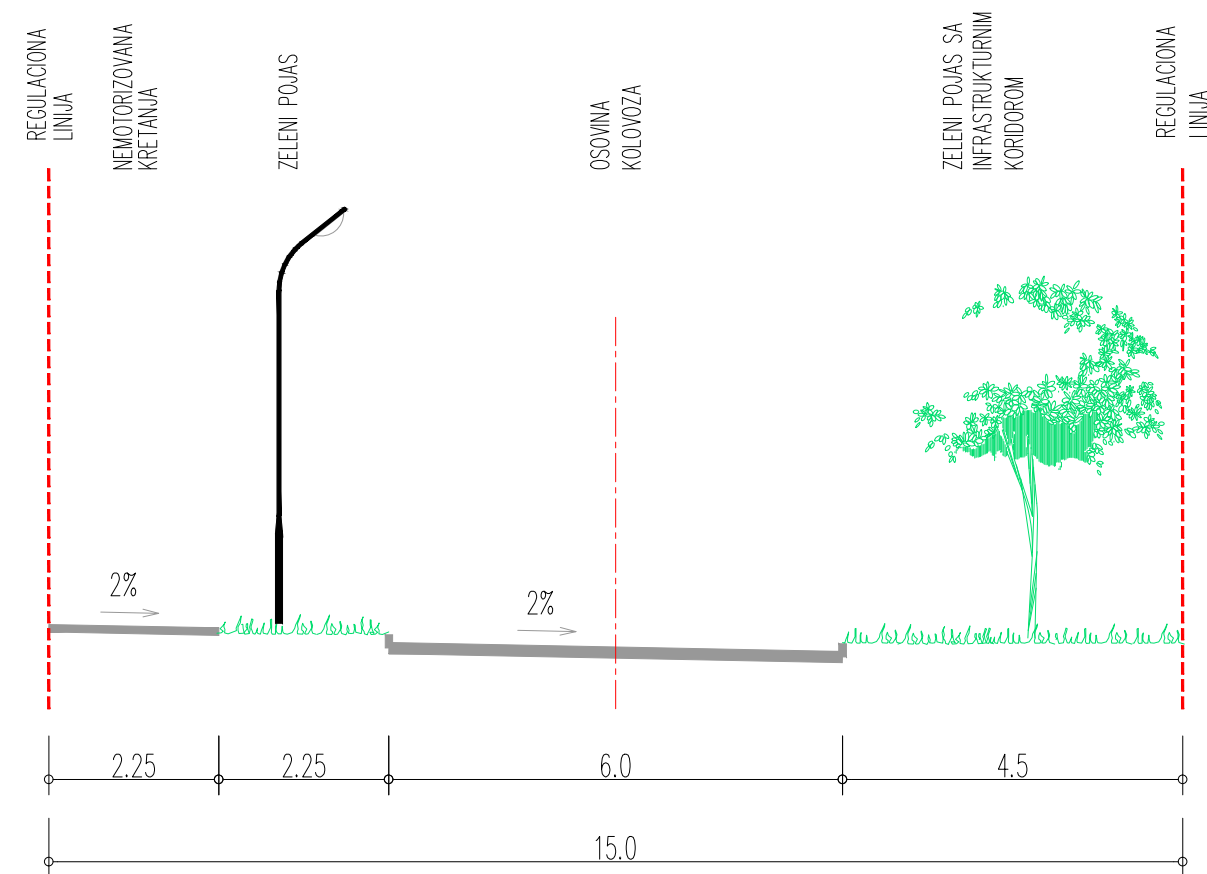 REGULACIONA
LINIJA
NEMOTORIZOVANA
KRETANJA
ZELENI POJAS
OSOVINA
KOLOVOZA
ZELENI POJAS SA
INFRASTRUKTURNIM
KORIDOROM
REGULACIONA
LINIJA
2%
2%
2.25
2.25
6.0
4.5
15.0